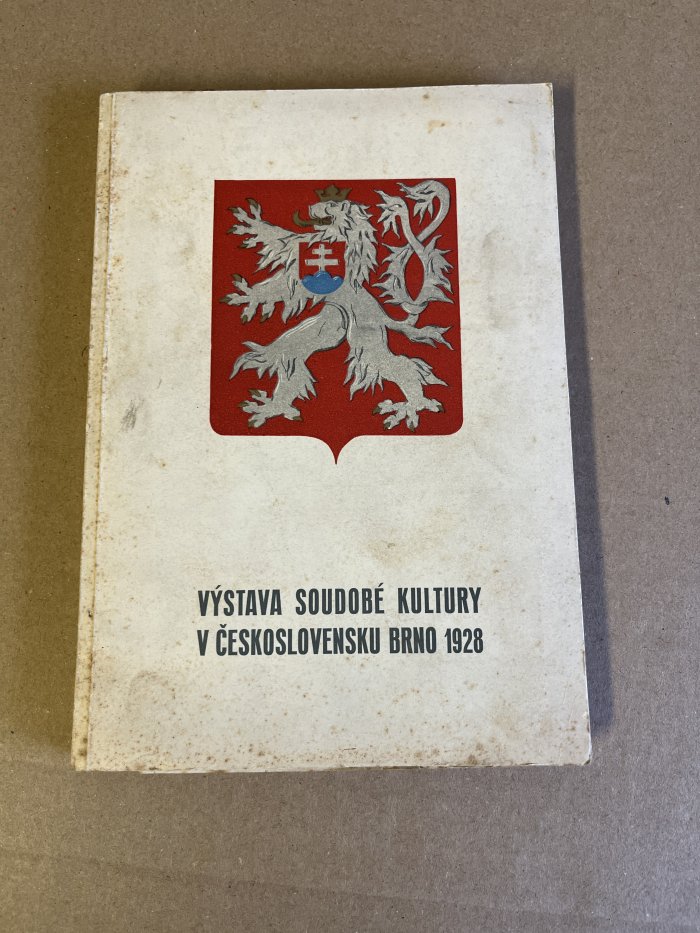 VÝSTAVA SOUDOBÉ KULTURY
V ČESKOSLOVENSKU BRNO 1928